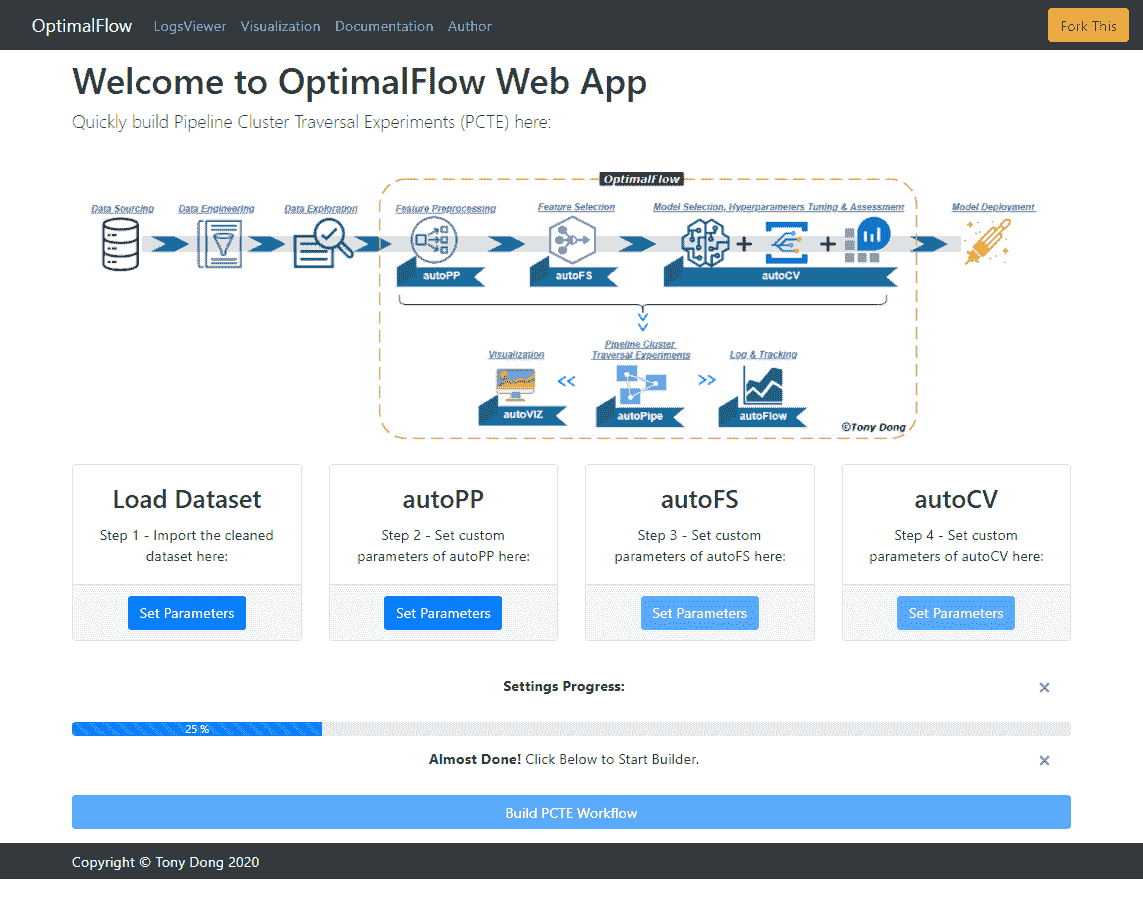 OptimalFlow LogsViewer Visualization Documentation Author Fork This
Welcome to OptimalFlow Web App
Quickly build Pipeline Cluster Traversal Experiments (PCTE) here:
OptimalFlow
Data Sourcing Data Engineering Data Exploration Feature Preprocessing Feature Selection Model Selection, Hyperparameters Tuning & Assessment Model Deployment
autoPP autoFS autoCV
Visualization Pipeline Cluster Log & Tracking
Traversal Experiments
autoVIZ autoPipe autoFlow
©Tony Dong
Load Dataset
Step 1 - Import the cleaned
dataset here:
Set Parameters
autoPP
Step 2 - Set custom
parameters of autoPP here:
Set Parameters
autoFS
Step 3 - Set custom
parameters of autoFS here:
Set Parameters
autoCV
Step 4 - Set custom
parameters of autoCV here:
Set Parameters
Settings Progress: ×
25 %
Almost Done! Click Below to Start Builder. ×
Build PCTE Workflow
Copyright © Tony Dong 2020